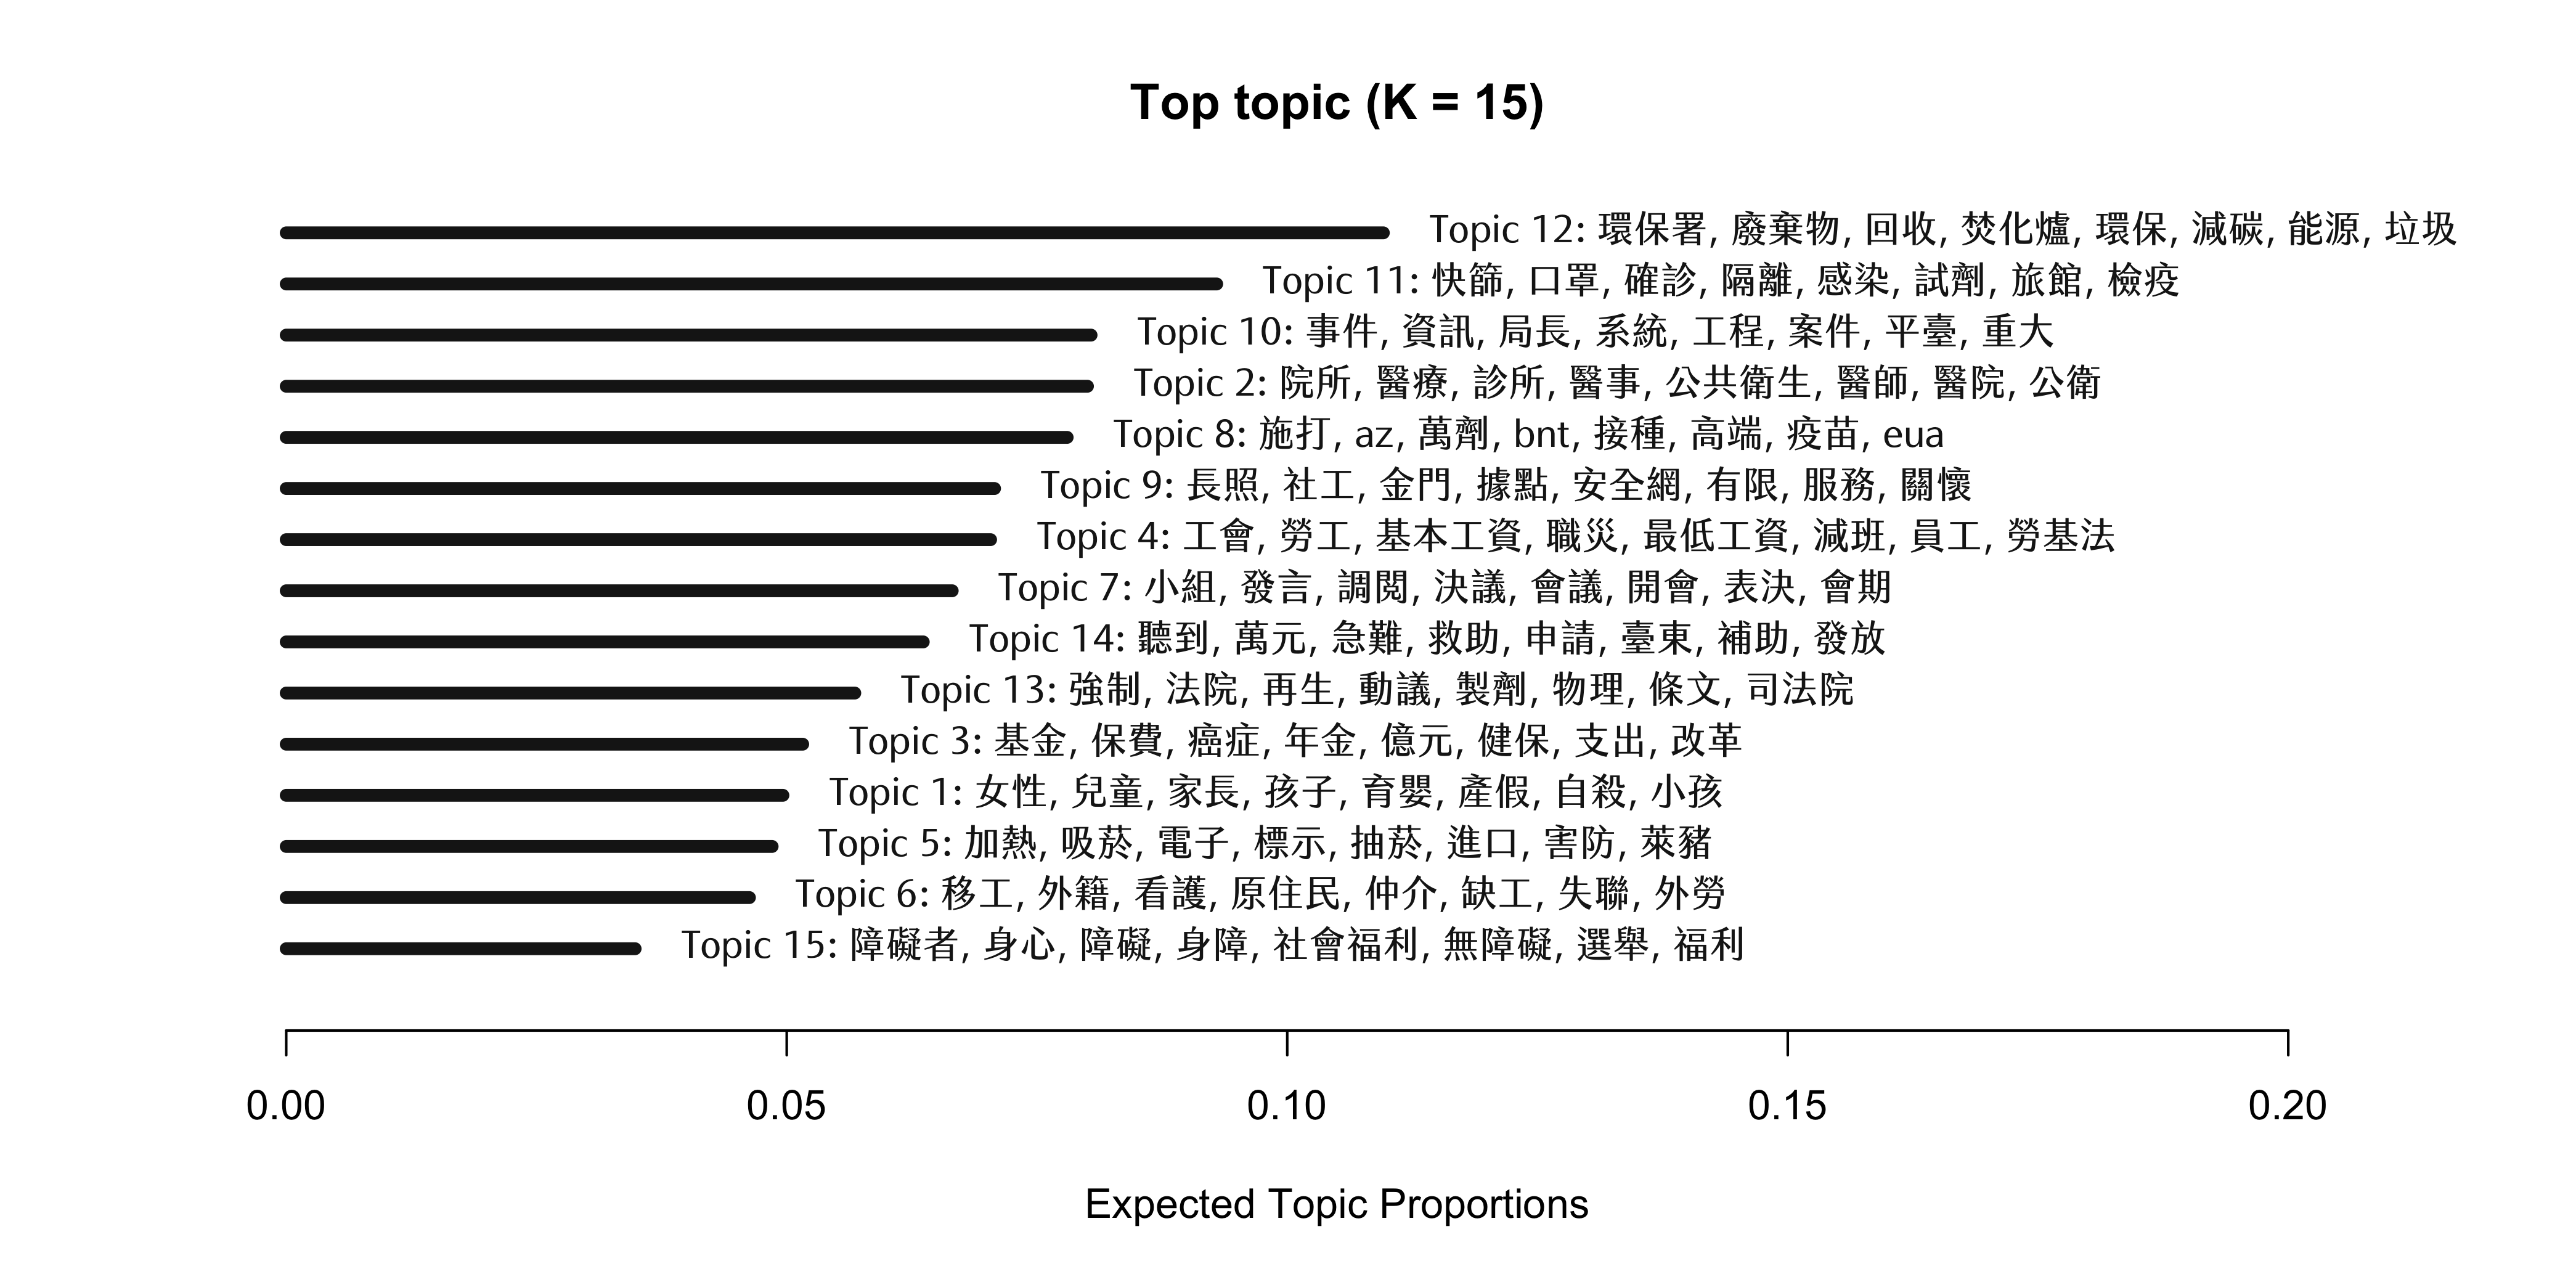 Top topic (K = 15)
Topic 12: 環保署, 廢棄物, 回收, 焚化爐, 環保, 減碳, 能源, 垃圾
Topic 11: 快篩, 口罩, 確診, 隔離, 感染, 試劑, 旅館, 檢疫
Topic 10: 事件, 資訊, 局長, 系統, 工程, 案件, 平臺, 重大
Topic 2: 院所, 醫療, 診所, 醫事, 公共衛生, 醫師, 醫院, 公衛
Topic 8: 施打, az, 萬劑, bnt, 接種, 高端, 疫苗, eua
Topic 9: 長照, 社工, 金門, 據點, 安全網, 有限, 服務, 關懷
Topic 4: 工會, 勞工, 基本工資, 職災, 最低工資, 減班, 員工, 勞基法
Topic 7: 小組, 發言, 調閱, 決議, 會議, 開會, 表決, 會期
Topic 14: 聽到, 萬元, 急難, 救助, 申請, 臺東, 補助, 發放
Topic 13: 強制, 法院, 再生, 動議, 製劑, 物理, 條文, 司法院
Topic 3: 基金, 保費, 癌症, 年金, 億元, 健保, 支出, 改革
Topic 1: 女性, 兒童, 家長, 孩子, 育嬰, 產假, 自殺, 小孩
Topic 5: 加熱, 吸菸, 電子, 標示, 抽菸, 進口, 害防, 萊豬
Topic 6: 移工, 外籍, 看護, 原住民, 仲介, 缺工, 失聯, 外勞
Topic 15: 障礙者, 身心, 障礙, 身障, 社會福利, 無障礙, 選舉, 福利
0.00 0.05 0.10 0.15 0.20
Expected Topic Proportions